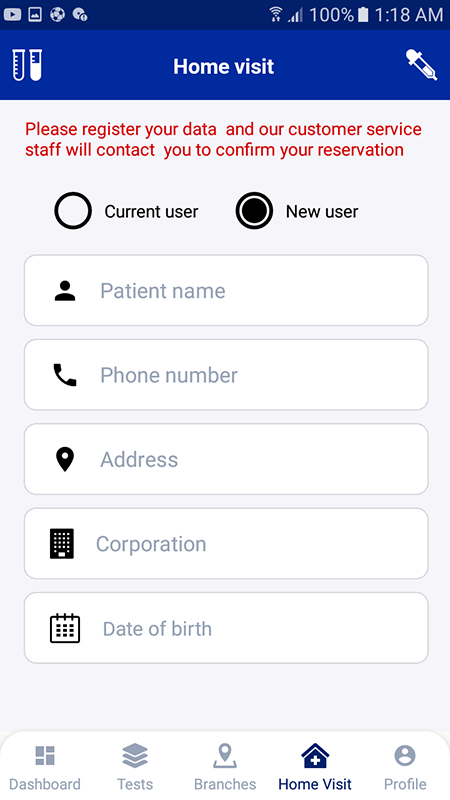 100% 1:18 AM
Home visit
Please register your data  and our customer service
staff will contact  you to confirm your reservation
Current user
New user
Patient name
Phone number
Address
Corporation
Date of birth
Dashboard
Tests
Branches
Home Visit
Profile